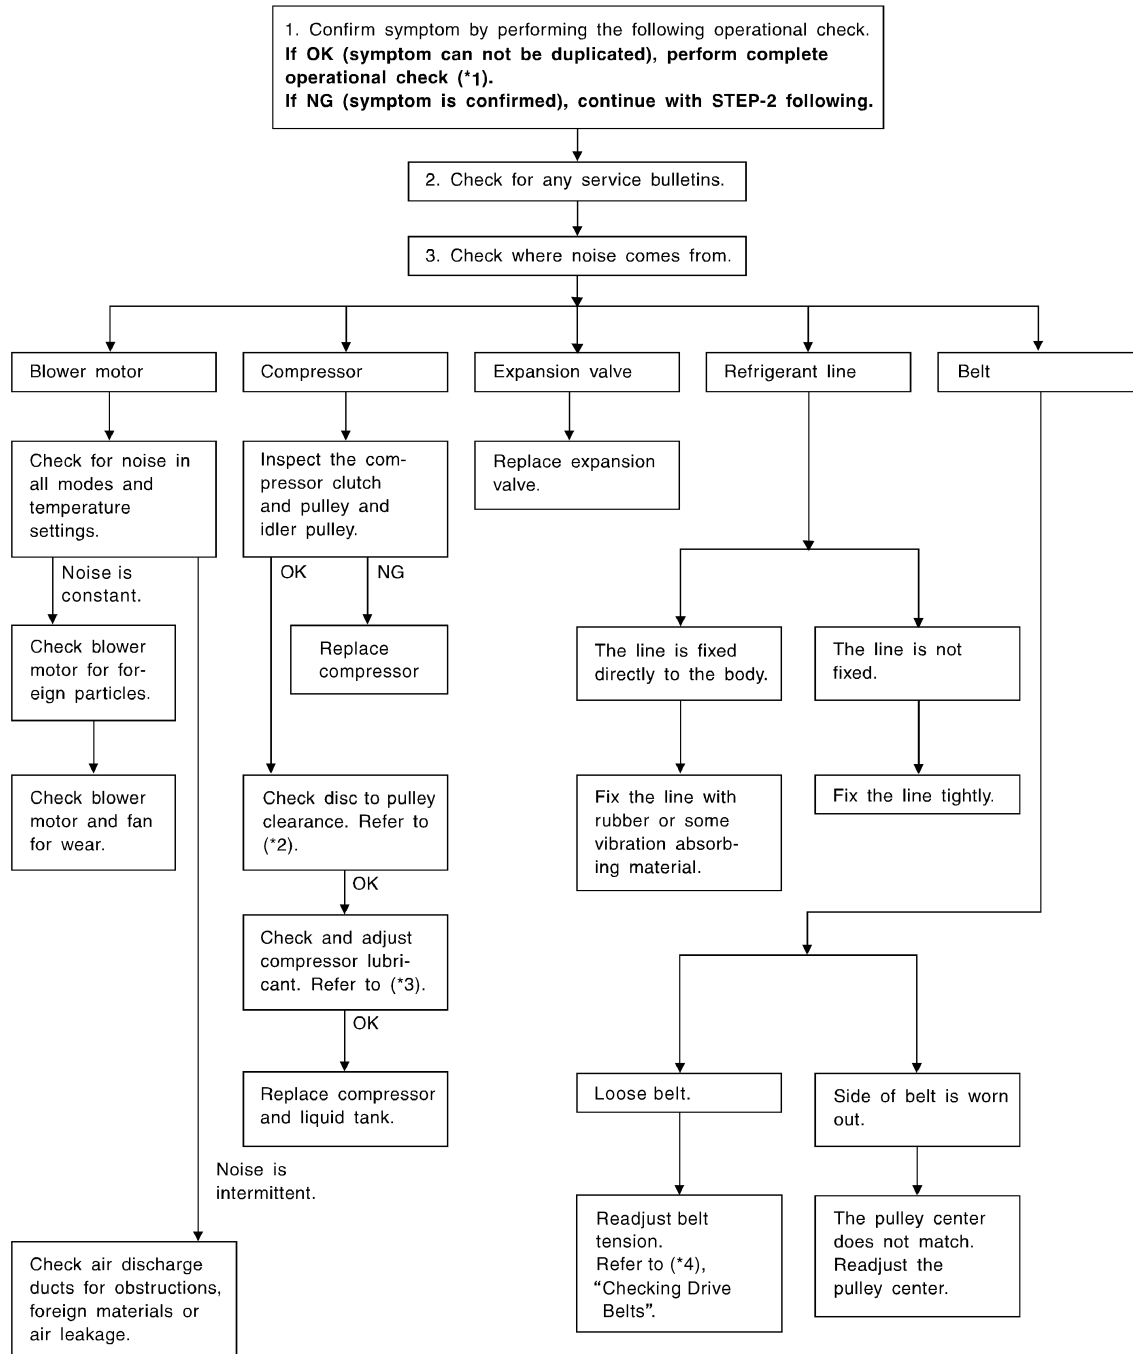 1. Confirm symptom by performing the following operational check.
If OK (symptom can not be duplicated), perform complete
operational check (*1).
If NG (symptom is confirmed), continue with STEP-2 following.
2. Check for any service bulletins.
3. Check where noise comes from.
Blower motor
Compressor
Expansion valve
Refrigerant line
Belt
Check for noise in
all modes and
temperature
settings.
Inspect the com-
pressor clutch
and pulley and
idler pulley.
Replace expansion
valve.
Noise is
constant.
OK
NG
Check blower
motor for for-
eign particles.
Replace
compressor
The line is fixed
directly to the body.
The line is not
fixed.
Check blower
motor and fan
for wear.
Check disc to pulley
clearance. Refer to
(*2).
Fix the line with
rubber or some
vibration absorb-
ing material.
Fix the line tightly.
OK
Check and adjust
compressor lubri-
cant. Refer to (*3).
OK
Replace compressor
and liquid tank.
Loose belt.
Side of belt is worn
out.
Noise is
intermittent.
Readjust belt
tension.
Refer to (*4),
“Checking Drive
Belts”.
The pulley center
does not match.
Readjust the
pulley center.
Check air discharge
ducts for obstructions,
foreign materials or
air leakage.